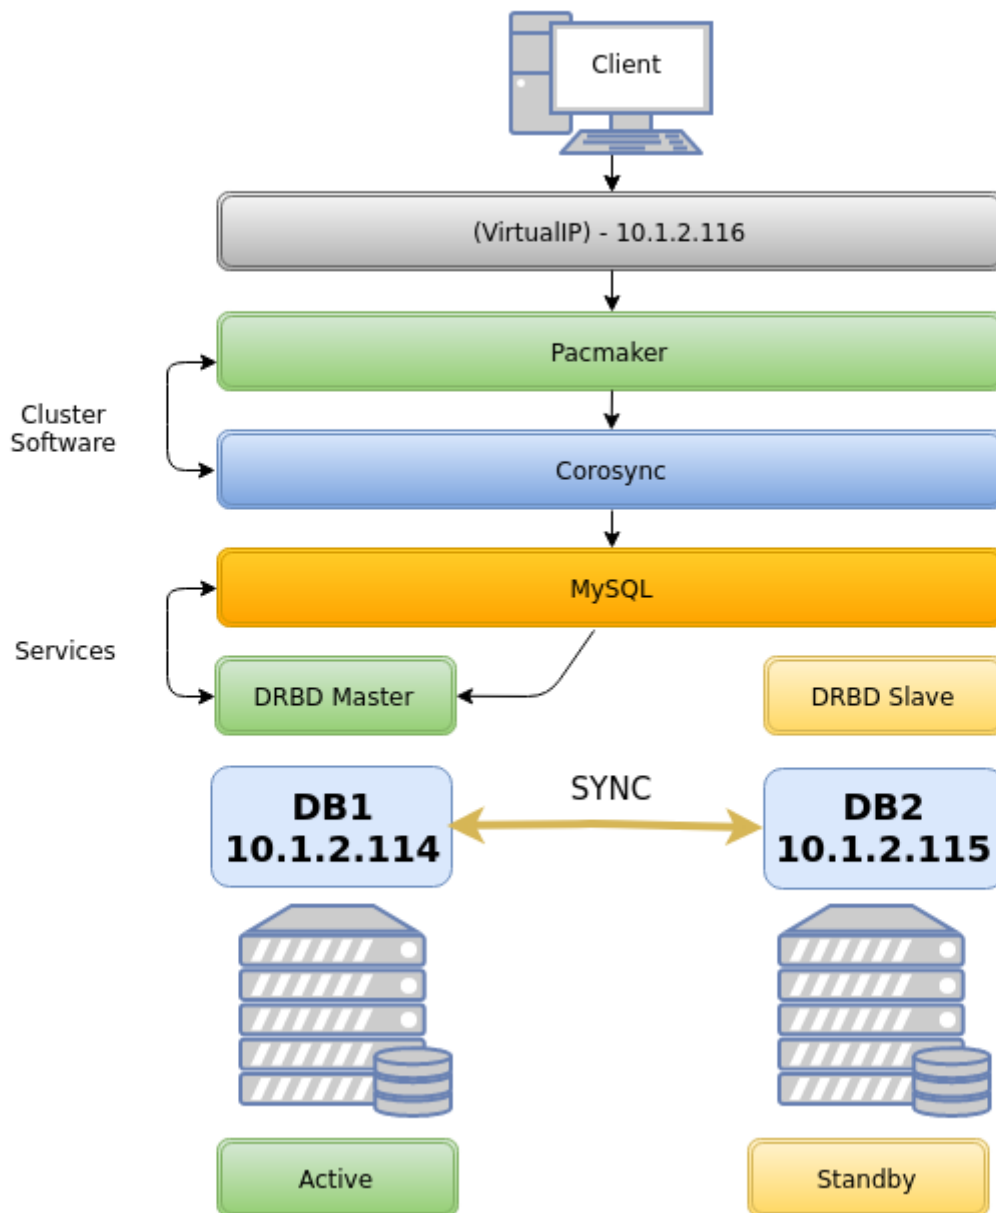 Client
(VirtualIP) - 10.1.2.116
Pacmaker
Cluster
Software
Corosync
MySQL
Services
DRBD Master
DRBD Slave
SYNC
DB1
10.1.2.114
DB2
10.1.2.115
Active
Standby